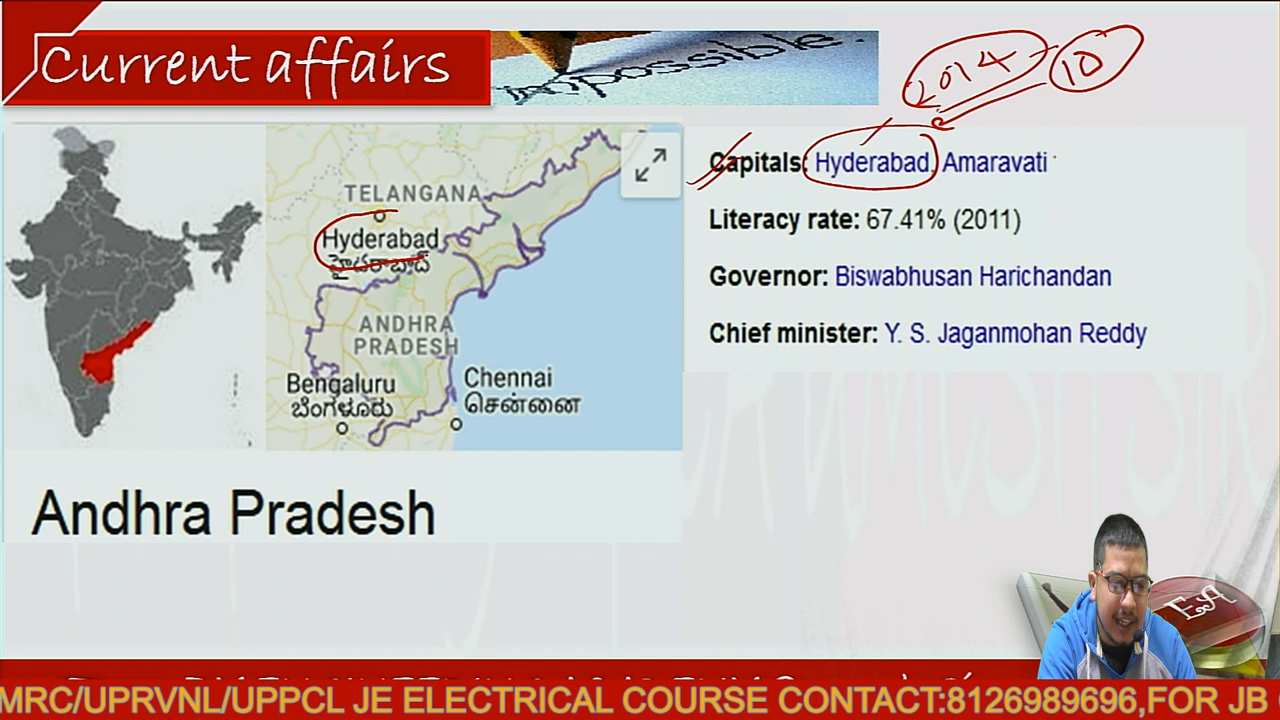 Current affairs
impossible
2014 - 10
TELANGANA
Hyderabad
హైదరాబాద్
ANDHRA
PRADESH
Bengaluru
ಬೆಂಗಳೂರು
Chennai
சென்னை
Andhra Pradesh
Capitals: Hyderabad, Amaravati
Literacy rate: 67.41% (2011)
Governor: Biswabhusan Harichandan
Chief minister: Y. S. Jaganmohan Reddy
E.A
MRC/UPRVNL/UPPCL JE ELECTRICAL COURSE CONTACT:8126989696,FOR JB